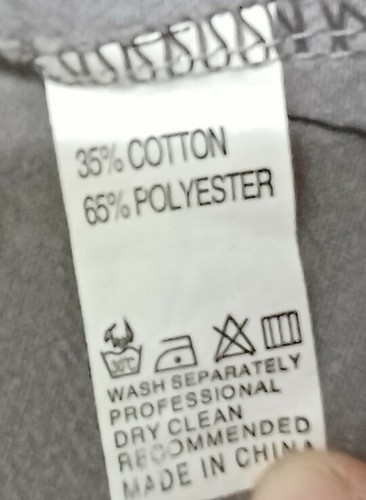 35% COTTON
65% POLYESTER
30°C
WASH SEPARATELY
PROFESSIONAL
DRY CLEAN
RECOMMENDED
MADE IN CHINA